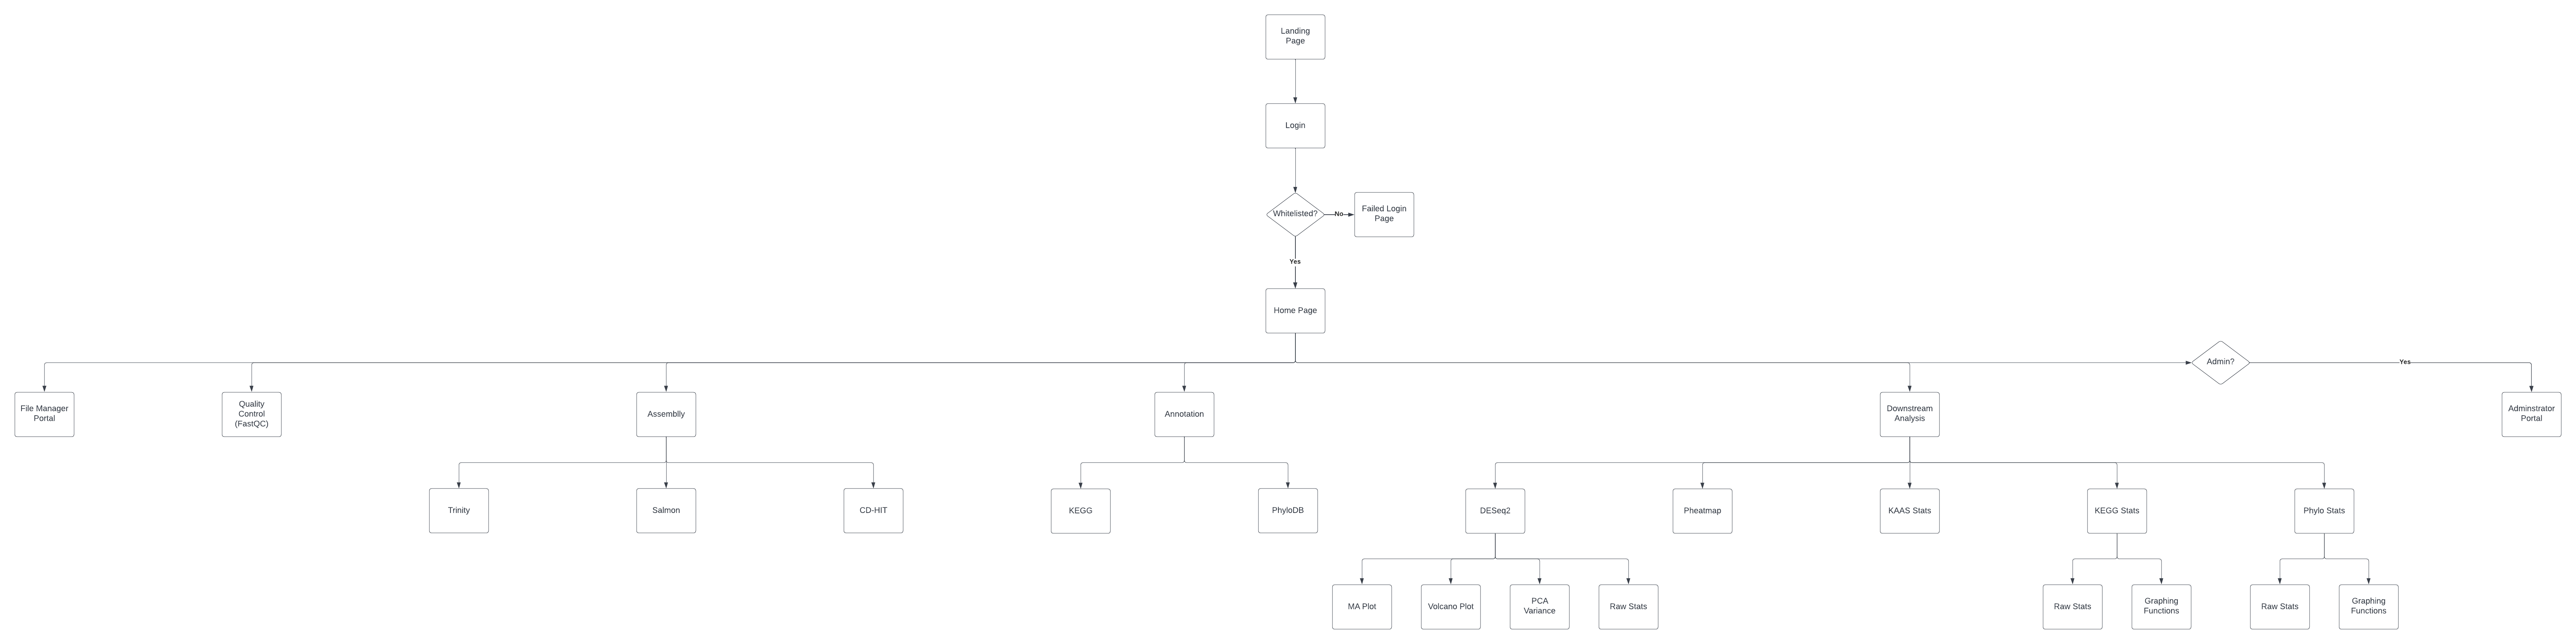 Landing
Page
Login
Whitelisted?
No
Failed Login
Page
Yes
Home Page
Admin?
Yes
File Manager
Portal
Quality
Control
(FastQC)
Assemblly
Annotation
Downstream
Analysis
Adminstrator
Portal
Trinity
Salmon
CD-HIT
KEGG
PhyloDB
DESeq2
Pheatmap
KAAS Stats
KEGG Stats
Phylo Stats
MA Plot
Volcano Plot
PCA
Variance
Raw Stats
Raw Stats
Graphing
Functions
Raw Stats
Graphing
Functions